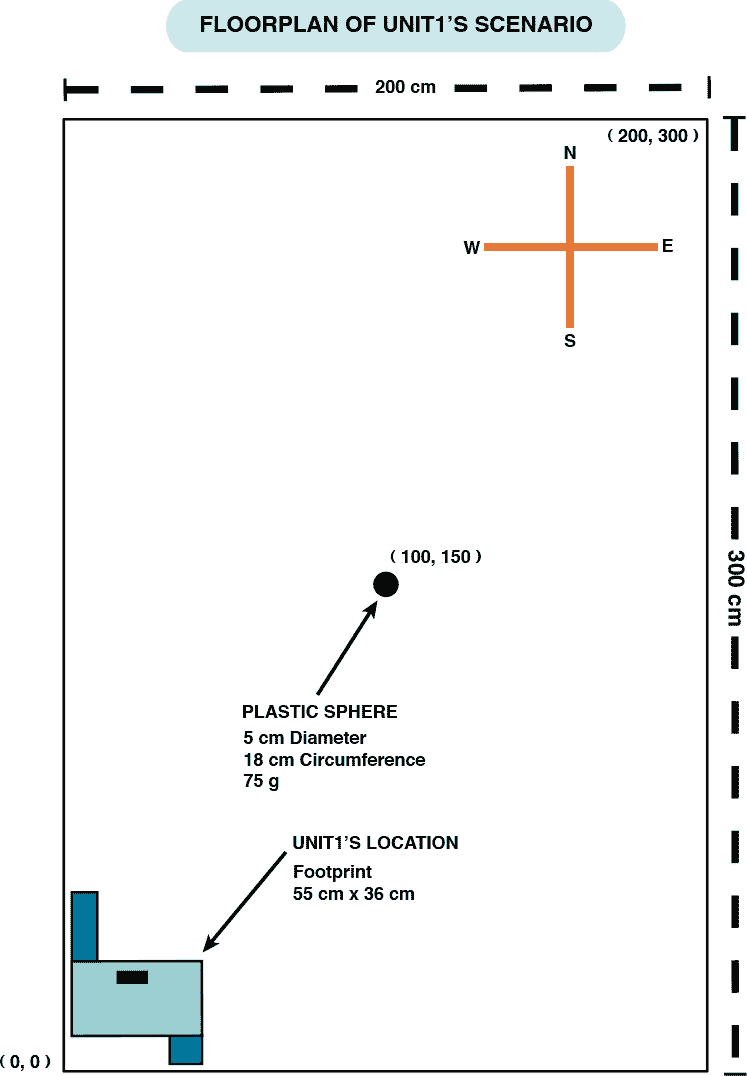 FLOORPLAN OF UNIT1'S SCENARIO
200 cm
( 200, 300 )
N
W
E
S
( 100, 150 )
300 cm
PLASTIC SPHERE
5 cm Diameter
18 cm Circumference
75 g
UNIT1'S LOCATION
Footprint
55 cm x 36 cm
( 0, 0 )